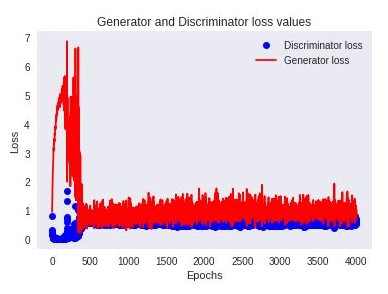 Generator and Discriminator loss values
Discriminator loss
Generator loss
Loss
7
6
5
4
3
2
1
0
0 500 1000 1500 2000 2500 3000 3500 4000
Epochs